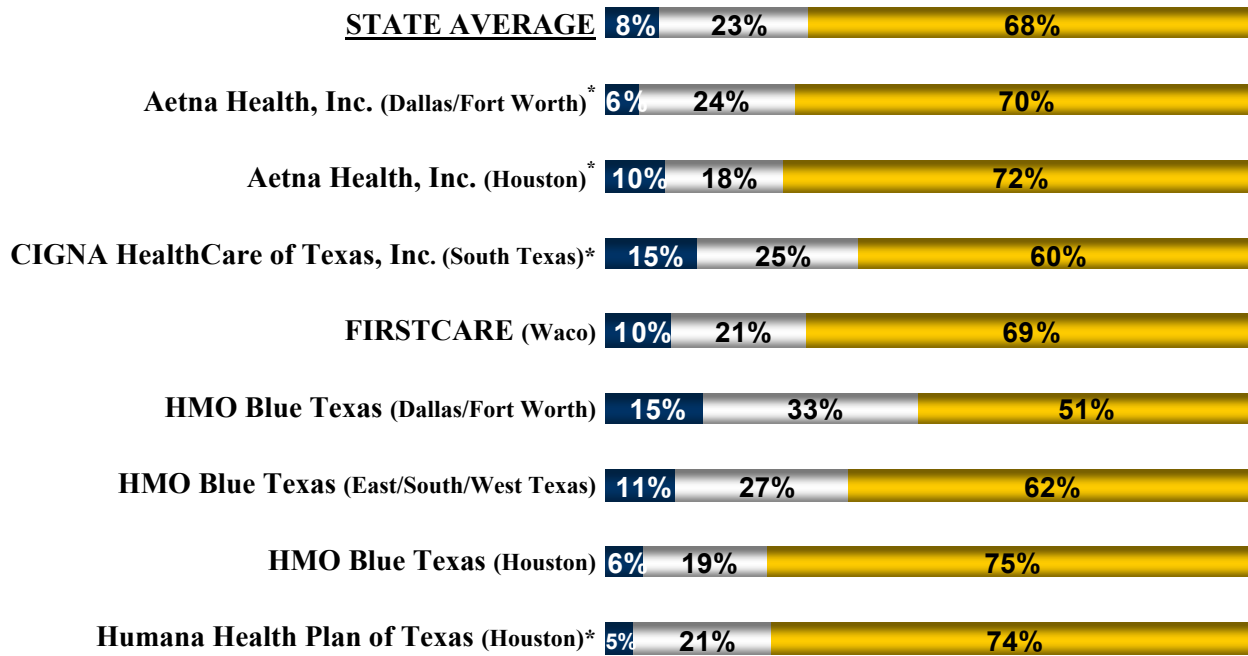 STATE AVERAGE 8% 23% 68%
Aetna Health, Inc. (Dallas/Fort Worth)* 6% 24% 70%
Aetna Health, Inc. (Houston)* 10% 18% 72%
CIGNA HealthCare of Texas, Inc. (South Texas)* 15% 25% 60%
FIRSTCARE (Waco) 10% 21% 69%
HMO Blue Texas (Dallas/Fort Worth) 15% 33% 51%
HMO Blue Texas (East/South/West Texas) 11% 27% 62%
HMO Blue Texas (Houston) 6% 19% 75%
Humana Health Plan of Texas (Houston)* 5% 21% 74%